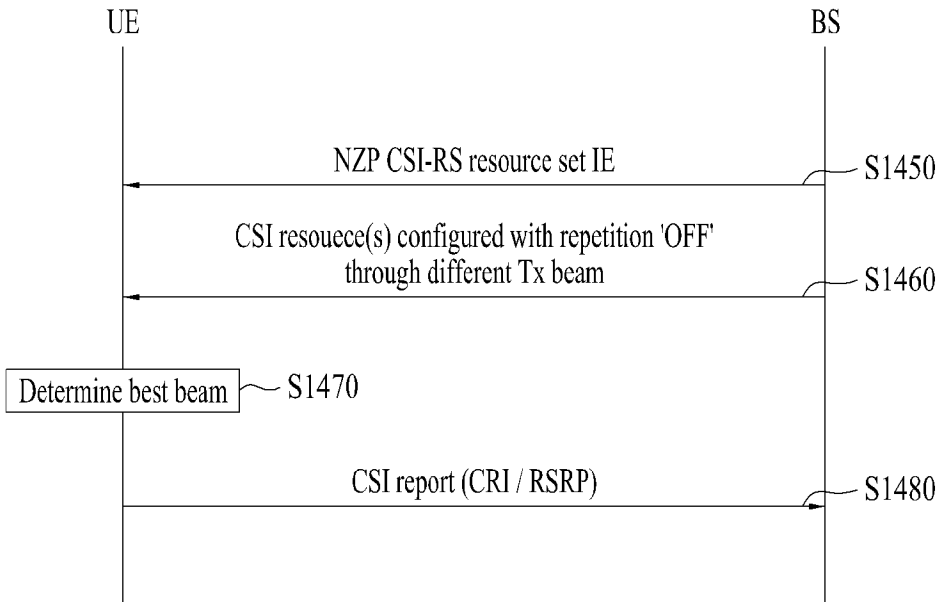 UE
BS
NZP CSI-RS resource set IE
S1450
CSI resouece(s) configured with repetition 'OFF'
through different Tx beam
S1460
Determine best beam
S1470
CSI report (CRI / RSRP)
S1480